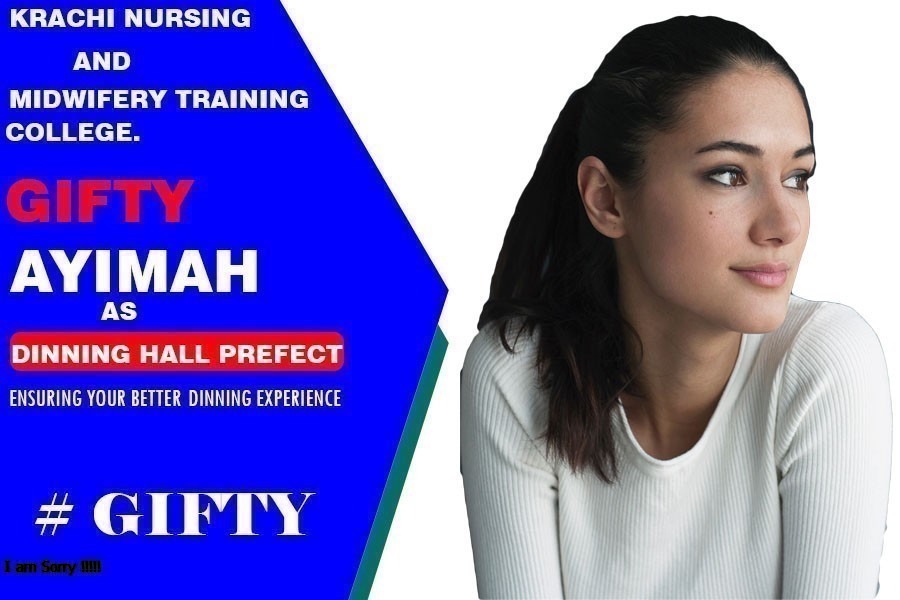 KRACHI NURSING
AND
MIDWIFERY TRAINING
COLLEGE.
GIFTY
AYIMAH
AS
DINNING HALL PREFECT
ENSURING YOUR BETTER DINNING EXPERIENCE
# GIFTY
I am Sorry !!!!!